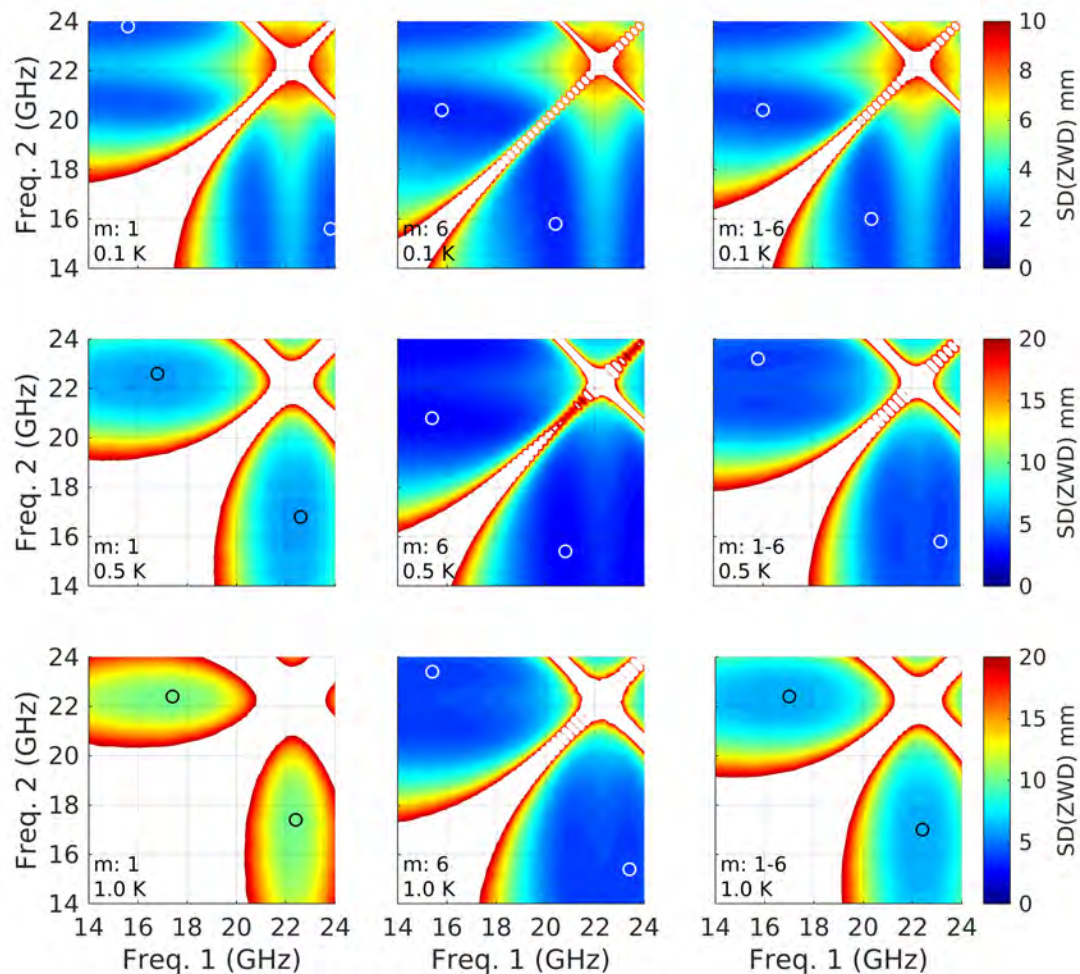 24
22
20
18
16
14
Freq. 2 (GHz)
m: 1
0.1 K
m: 6
0.1 K
m: 1-6
0.1 K
10
8
6
4
2
0
SD(ZWD) mm
24
22
20
18
16
14
Freq. 2 (GHz)
m: 1
0.5 K
m: 6
0.5 K
m: 1-6
0.5 K
20
15
10
5
0
SD(ZWD) mm
24
22
20
18
16
14
Freq. 2 (GHz)
m: 1
1.0 K
m: 6
1.0 K
m: 1-6
1.0 K
20
15
10
5
0
SD(ZWD) mm
14 16 18 20 22 24
14 16 18 20 22 24
14 16 18 20 22 24
Freq. 1 (GHz)
Freq. 1 (GHz)
Freq. 1 (GHz)